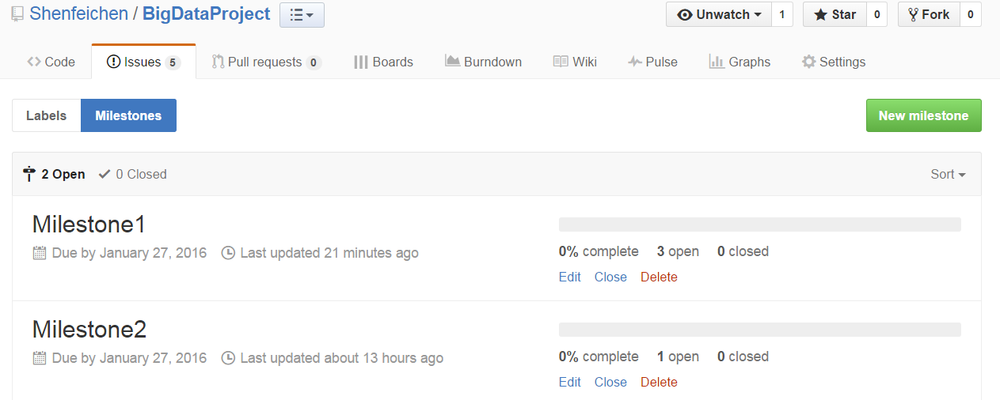 Shenfeichen / BigDataProject Unwatch 1 Star 0 Fork 0
Code Issues 5 Pull requests 0 Boards Burndown Wiki Pulse Graphs Settings
Labels Milestones New milestone
2 Open 0 Closed Sort
Milestone1
Due by January 27, 2016 Last updated 21 minutes ago
0% complete 3 open 0 closed
Edit Close Delete
Milestone2
Due by January 27, 2016 Last updated about 13 hours ago
0% complete 1 open 0 closed
Edit Close Delete